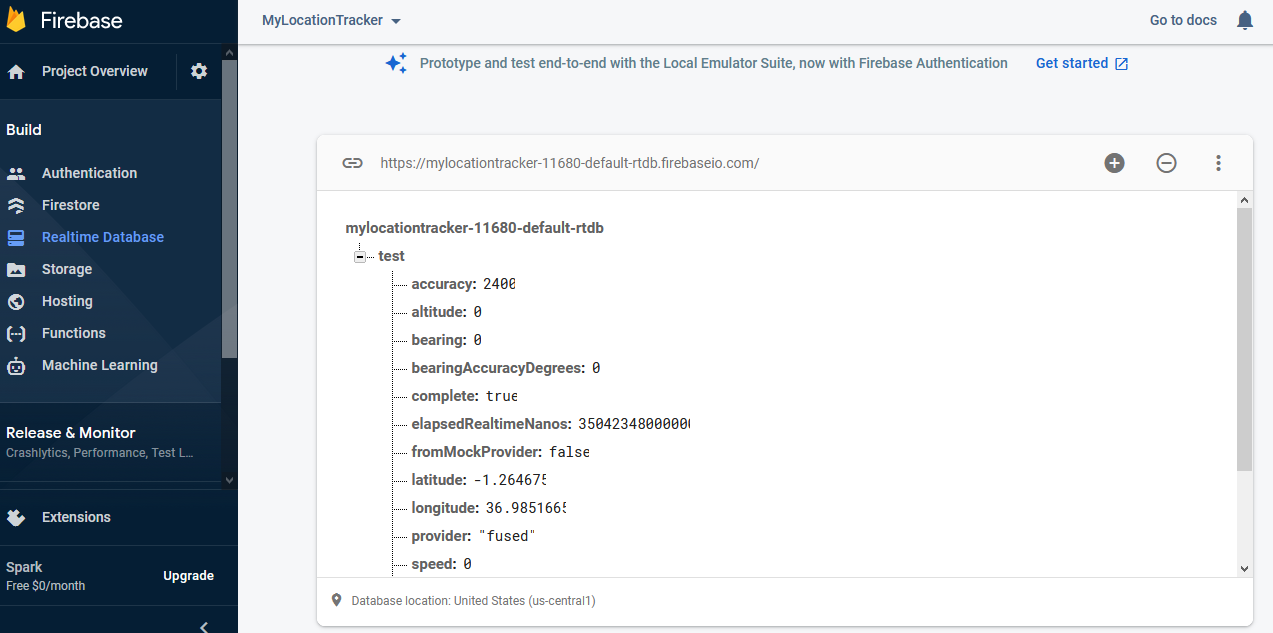 Firebase
MyLocationTracker
Go to docs
Project Overview
Prototype and test end-to-end with the Local Emulator Suite, now with Firebase Authentication
Get started
Build
Authentication
Firestore
Realtime Database
Storage
Hosting
Functions
Machine Learning
Release & Monitor
Crashlytics, Performance, Test L...
Extensions
Spark
Free $0/month
Upgrade
https://mylocationtracker-11680-default-rtdb.firebaseio.com/
mylocationtracker-11680-default-rtdb
test
accuracy: 2400
altitude: 0
bearing: 0
bearingAccuracyDegrees: 0
complete: true
elapsedRealtimeNanos: 35042348000000
fromMockProvider: false
latitude: -1.264675
longitude: 36.9851665
provider: "fused"
speed: 0
Database location: United States (us-central1)